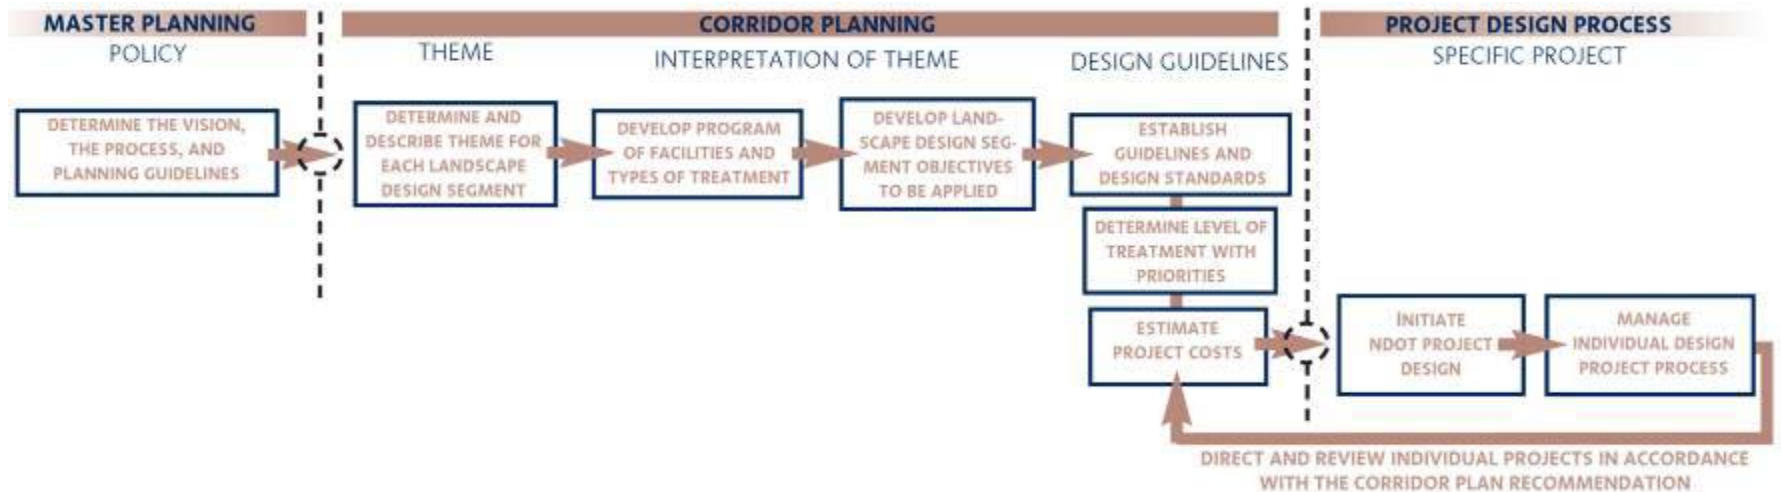 MASTER PLANNING
POLICY
CORRIDOR PLANNING
THEME
INTERPRETATION OF THEME
DESIGN GUIDELINES
PROJECT DESIGN PROCESS
SPECIFIC PROJECT
DETERMINE THE VISION,
THE PROCESS, AND
PLANNING GUIDELINES
DETERMINE AND
DESCRIBE THEME FOR
EACH LANDSCAPE
DESIGN SEGMENT
DEVELOP PROGRAM
OF FACILITIES AND
TYPES OF TREATMENT
DEVELOP LAND-
SCAPE DESIGN SEG-
MENT OBJECTIVES
TO BE APPLIED
ESTABLISH
GUIDELINES AND
DESIGN STANDARDS
DETERMINE LEVEL OF
TREATMENT WITH
PRIORITIES
ESTIMATE
PROJECT COSTS
INITIATE
NDOT PROJECT
DESIGN
MANAGE
INDIVIDUAL DESIGN
PROJECT PROCESS
DIRECT AND REVIEW INDIVIDUAL PROJECTS IN ACCORDANCE
WITH THE CORRIDOR PLAN RECOMMENDATION